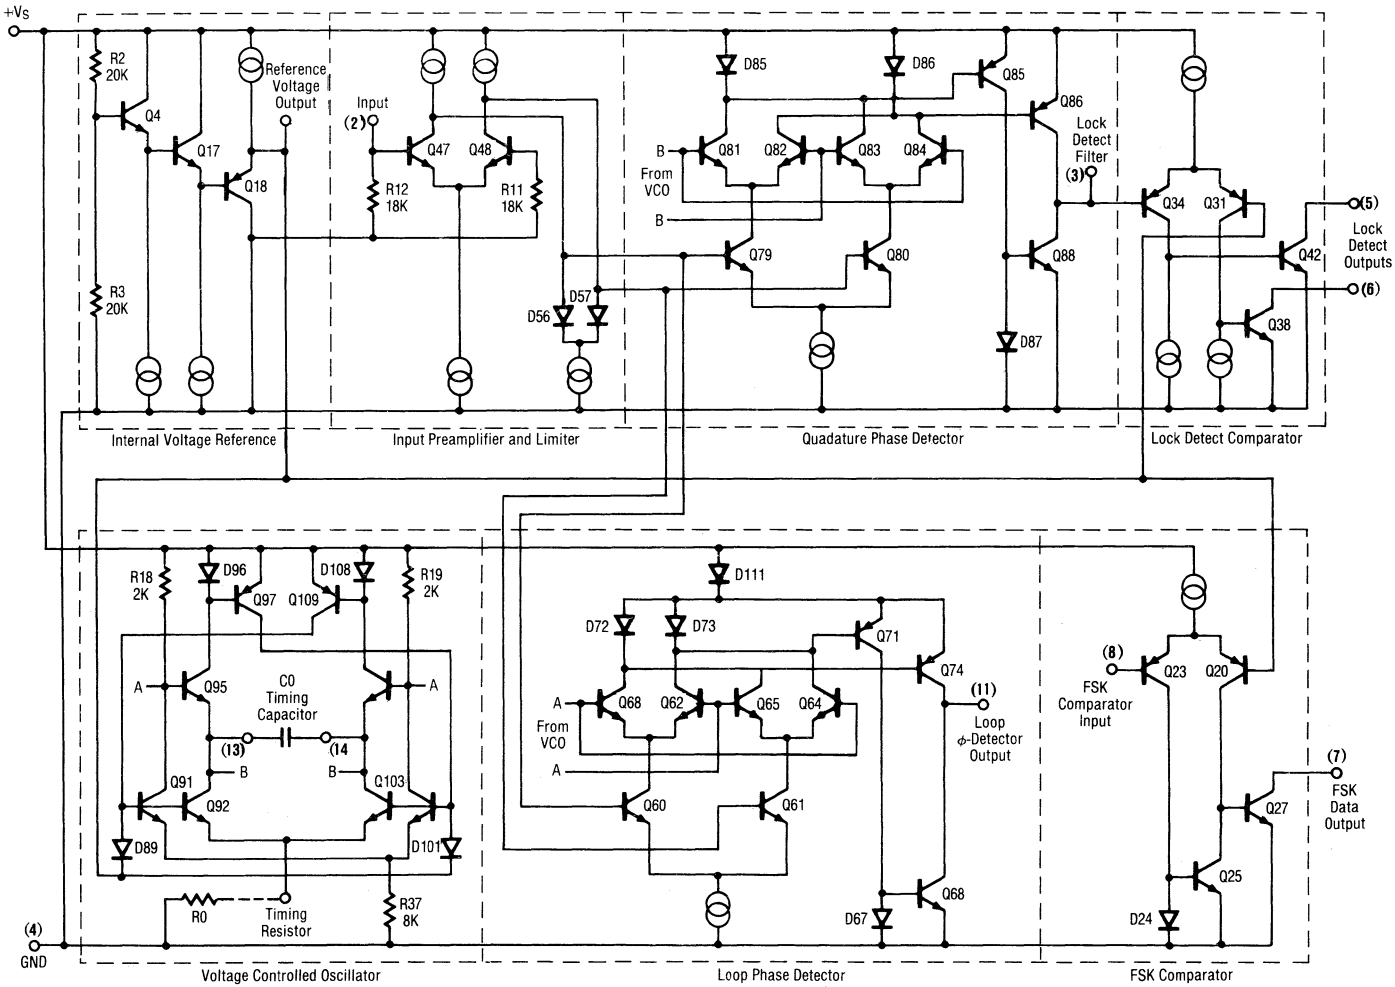 +VS
R2
20K
Q4
Q17
Q18
R3
20K
Reference
Voltage
Output
Internal Voltage Reference
Input
(2)
Q47
Q48
R12
18K
R11
18K
D56
D57
Input Preamplifier and Limiter
D85
D86
Q85
Q86
B
From
VCO
B
Q81
Q82
Q83
Q84
Q79
Q80
Q88
D87
Lock
Detect
Filter
(3)
Quadature Phase Detector
Q34
Q31
Q42
Q38
(5)
Lock
Detect
Outputs
(6)
Lock Detect Comparator
R18
2K
D96
Q97
Q109
D108
R19
2K
A
Q95
C0
Timing
Capacitor
A
(13)
(14
B
B
Q91
Q92
Q103
D89
D101
R0
Timing
Resistor
R37
8K
(4)
GND
Voltage Controlled Oscillator
D111
D72
D73
Q71
Q74
A
From
VCO
A
Q68
Q62
Q65
Q64
(11)
Loop
ϕ-Detector
Output
Q60
Q61
D67
Q68
Loop Phase Detector
(8)
FSK
Comparator
Input
Q23
Q20
(7)
FSK
Data
Output
Q27
Q25
D24
FSK Comparator